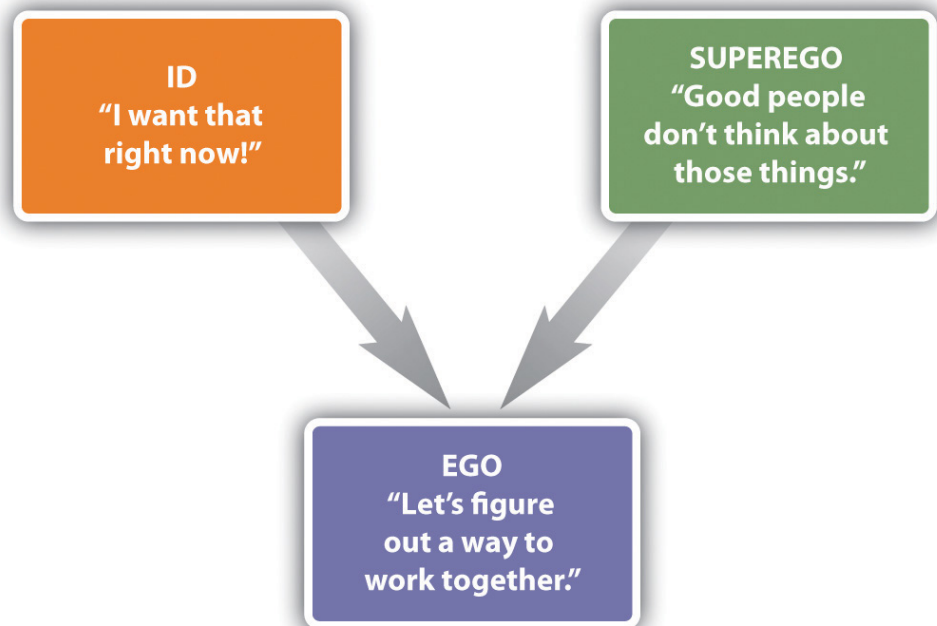 ID
“I want that
right now!”
SUPEREGO
“Good people
don’t think about
those things.”
EGO
“Let’s figure
out a way to
work together.”